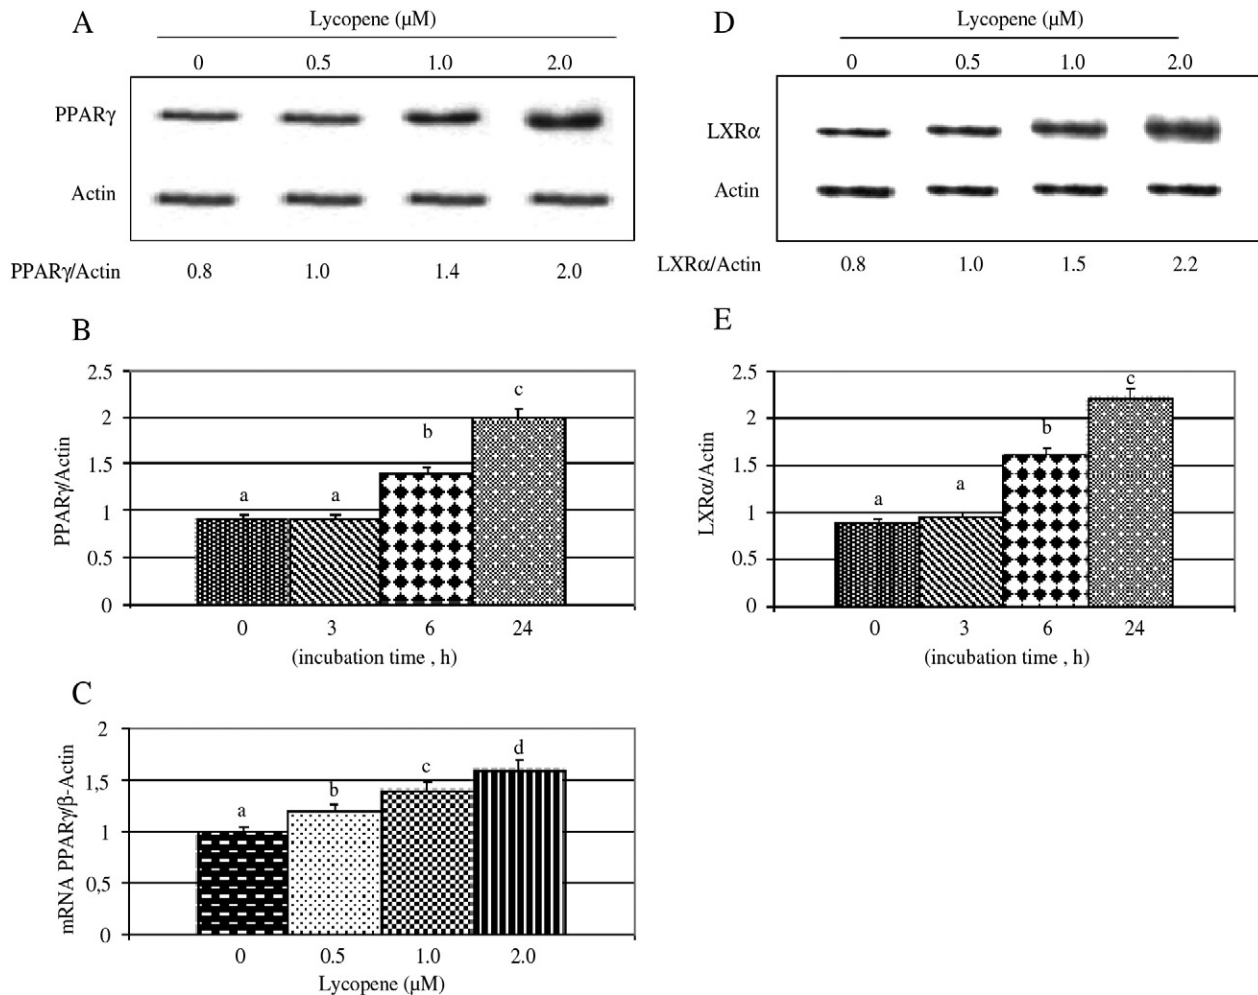 A
Lycopene (µM)
0 0.5 1.0 2.0
PPARγ
Actin
PPARγ/Actin 0.8 1.0 1.4 2.0
B
2.5
2
1.5
1
0.5
0
PPARγ/Actin
a a b c
0 3 6 24
(incubation time , h)
C
2
1,5
1
0,5
0
mRNA PPARγ/β-Actin
a b c d
0 0.5 1.0 2.0
Lycopene (µM)
D
Lycopene (µM)
0 0.5 1.0 2.0
LXRα
Actin
LXRα/Actin 0.8 1.0 1.5 2.2
E
2.5
2
1.5
1
0.5
0
LXRα/Actin
a a b c
0 3 6 24
(incubation time , h)